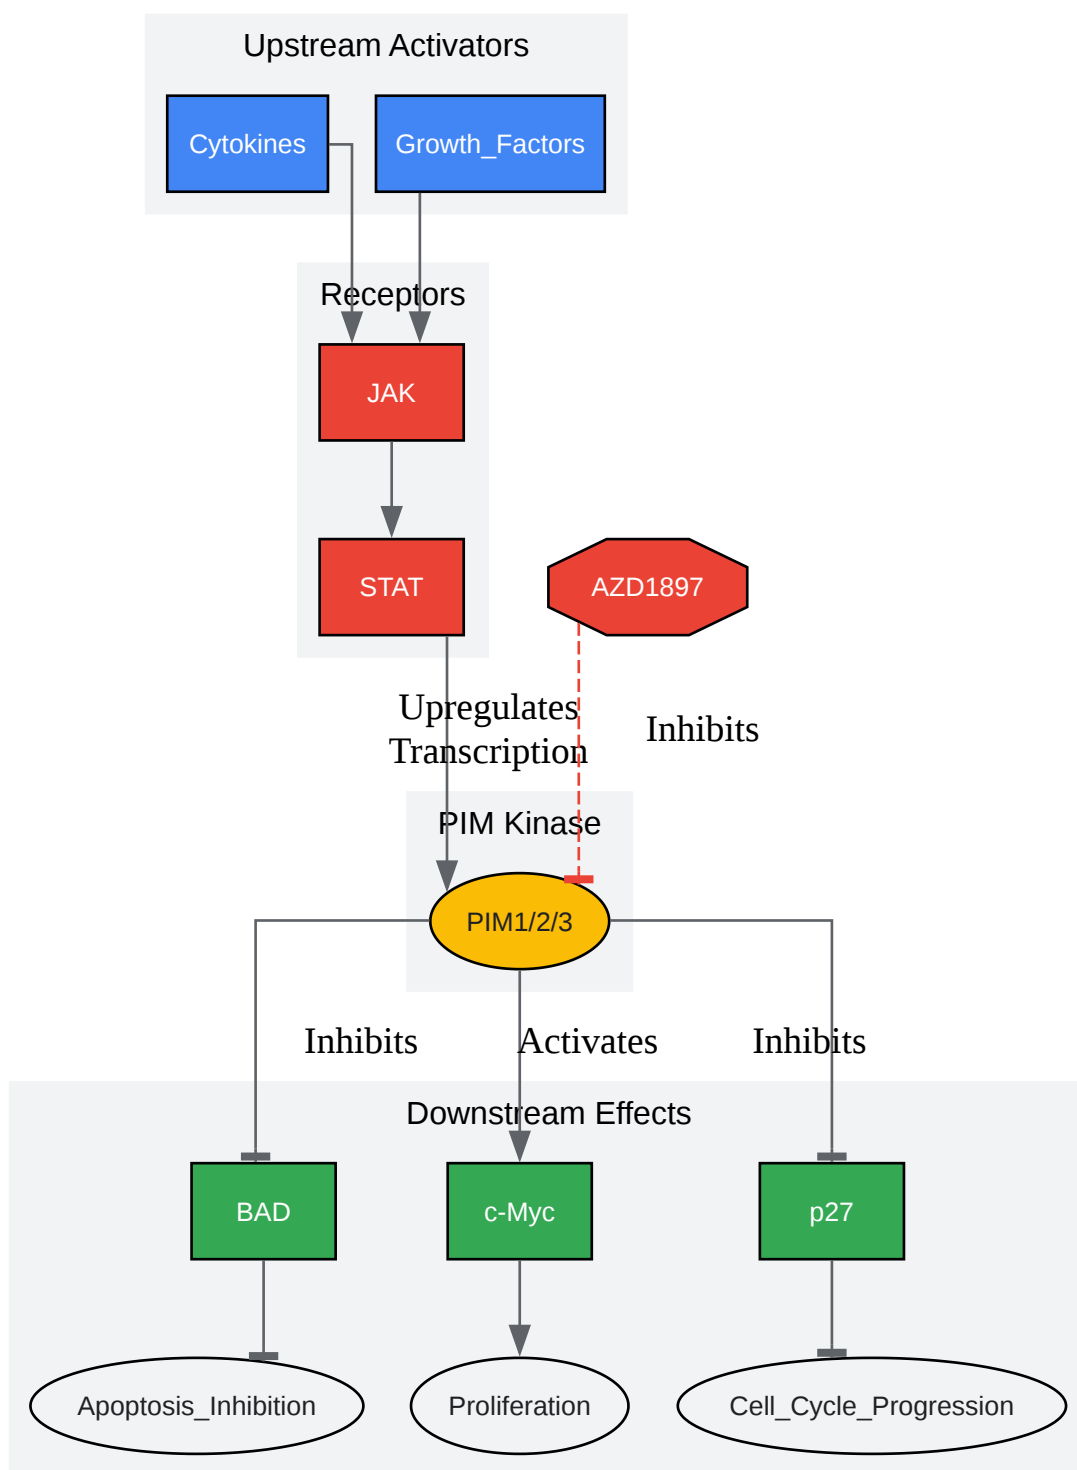 Upstream Activators
Cytokines
Growth_Factors
Receptors
JAK
STAT
AZD1897
Upregulates
Transcription
Inhibits
PIM Kinase
PIM1/2/3
Inhibits
Activates
Inhibits
Downstream Effects
BAD
c-Myc
p27
Apoptosis_Inhibition
Proliferation
Cell_Cycle_Progression